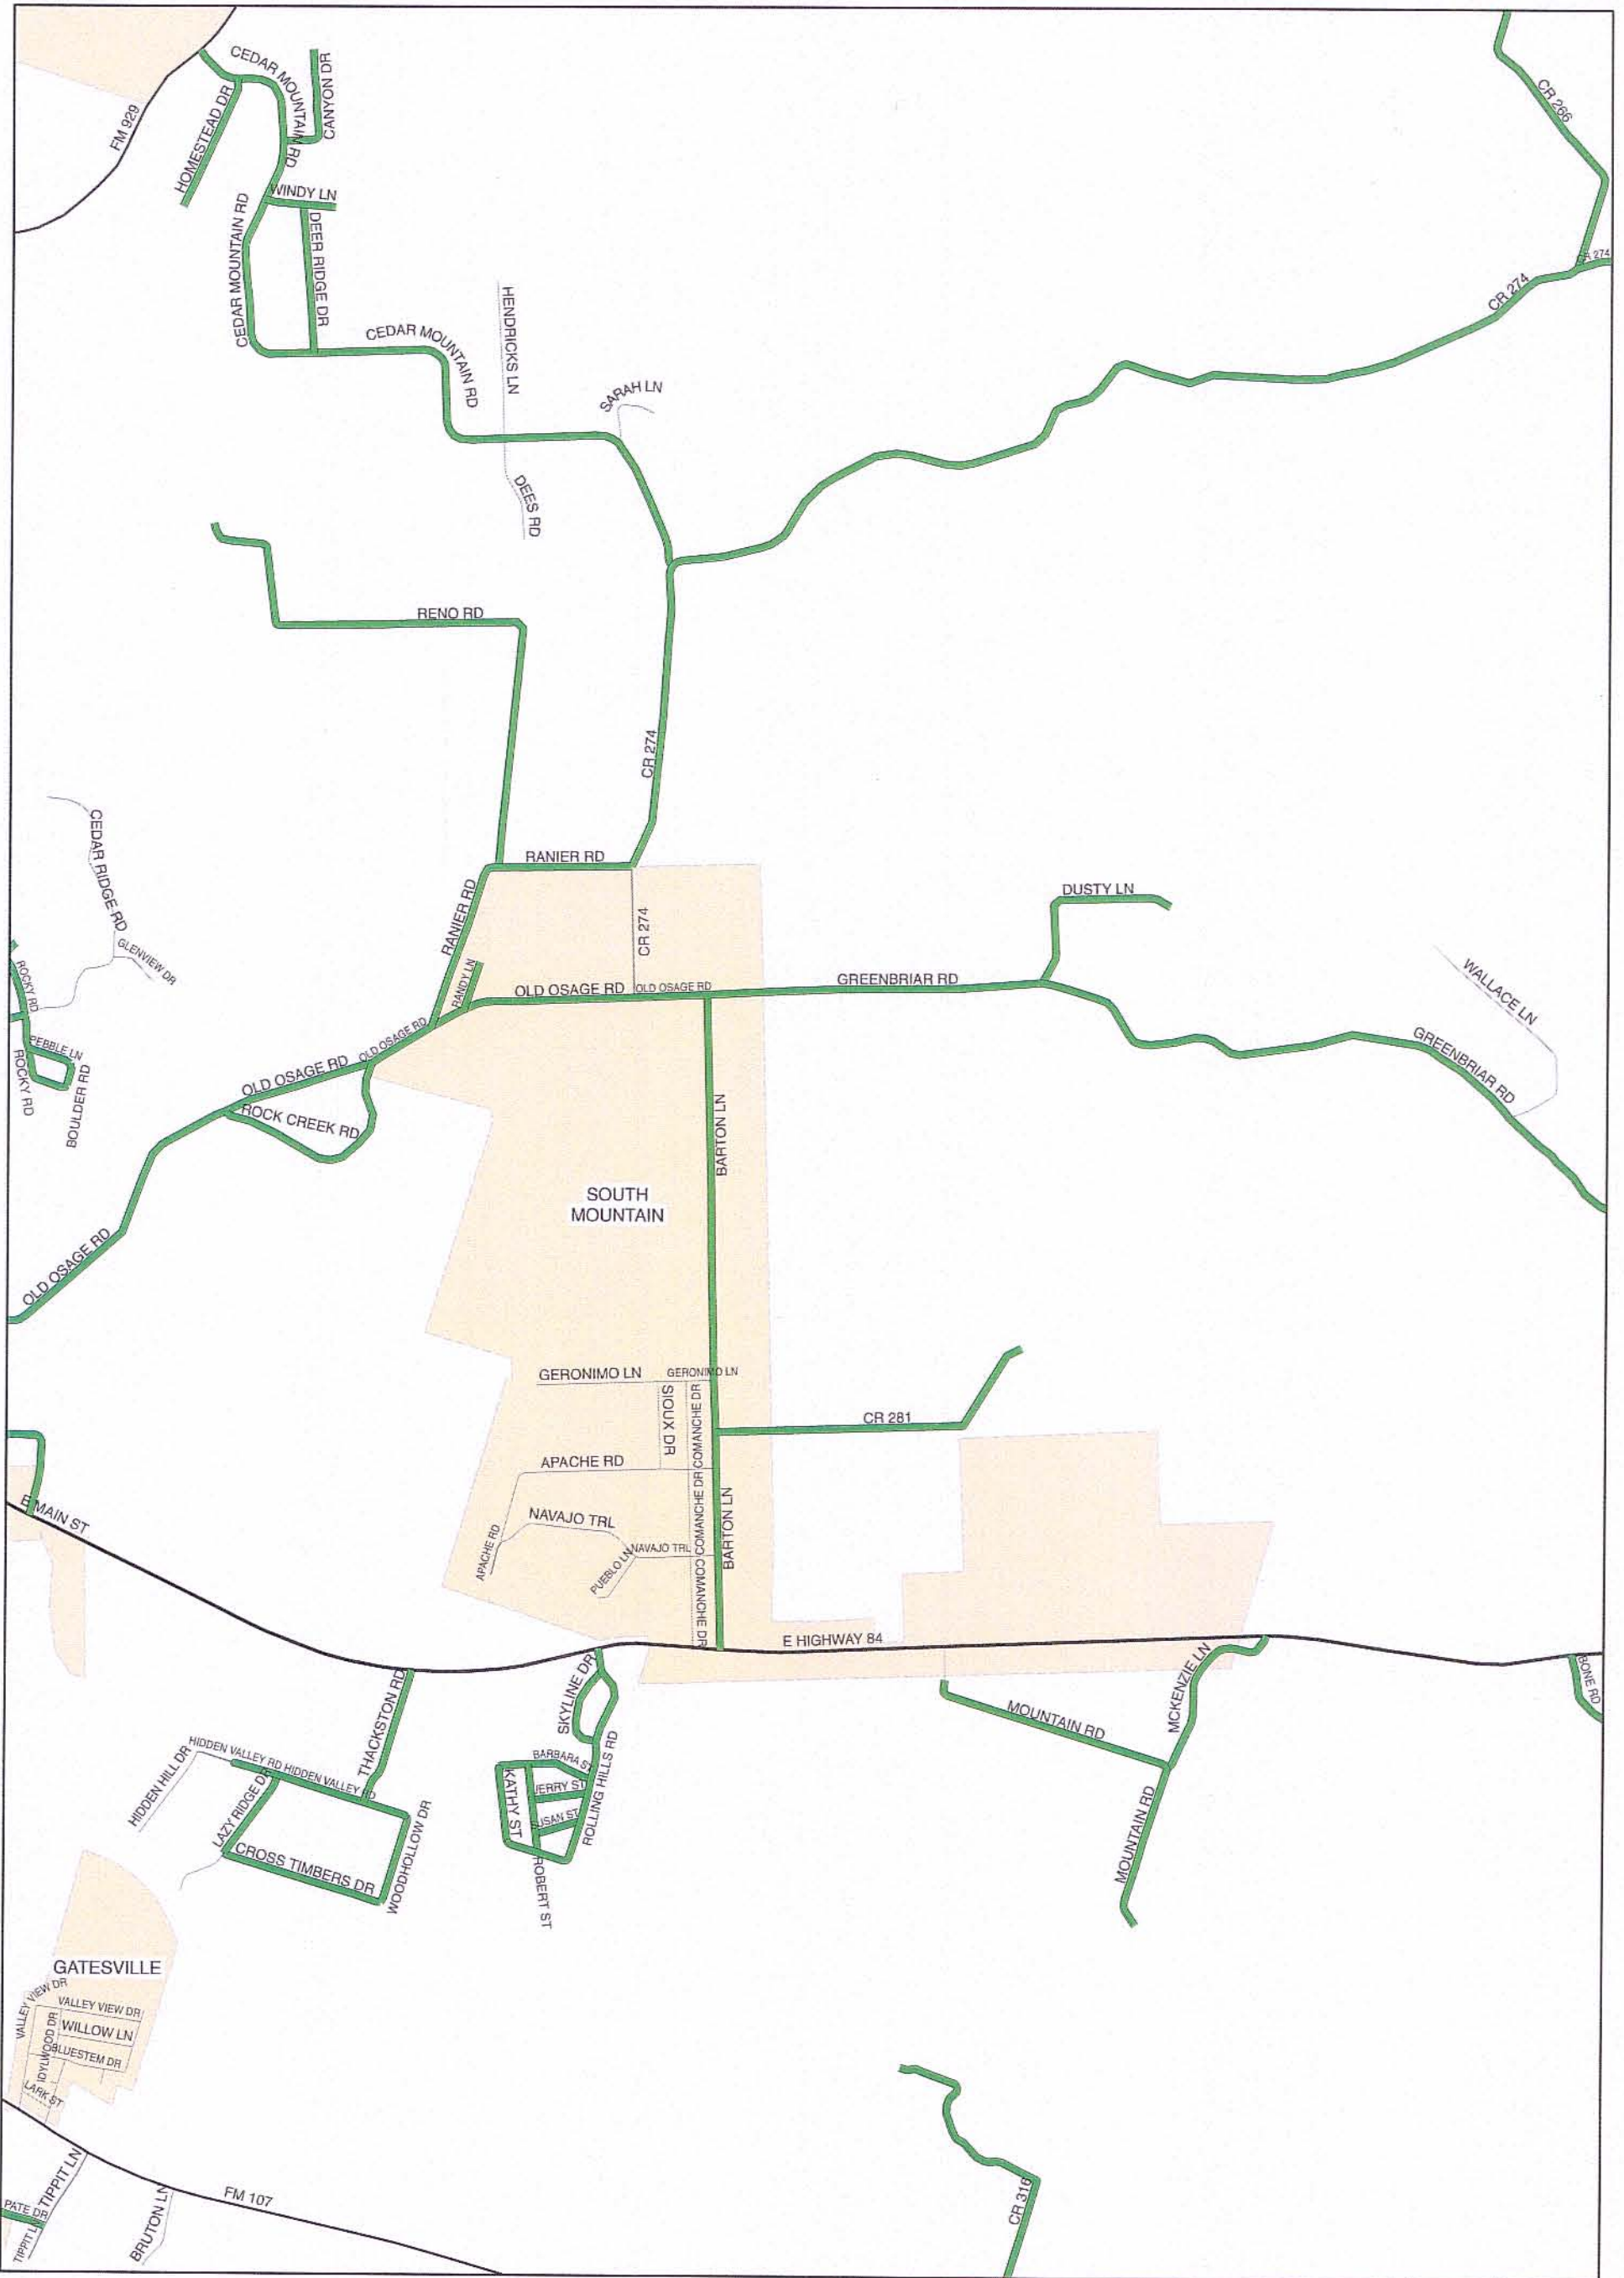 CEDAR MOUNTAIN RD
CANYON DR
CR 266
FM 929
HOMESTEAD DR
WINDY LN
CEDAR MOUNTAIN RD
DEER RIDGE DR
CR 274
CR 274
HENDRICKS LN
CEDAR MOUNTAIN RD
SARAH LN
DEES RD
RENO RD
CR 274
CEDAR RIDGE RD
RANIER RD
RANIER RD
DUSTY LN
CR 274
GLENVIEW DR
ROCKY RD
RANDY LN
OLD OSAGE RD
OLD OSAGE RD
GREENBRIAR RD
WALLACE LN
OLD OSAGE RD
PEBBLE LN
ROCKY RD
BOULDER RD
OLD OSAGE RD
GREENBRIAR RD
ROCK CREEK RD
BARTON LN
SOUTH
MOUNTAIN
OLD OSAGE RD
GERONIMO LN
GERONIMO LN
SIOUX DR
COMANCHE DR
CR 281
APACHE RD
E MAIN ST
NAVAJO TRL
COMANCHE DR
BARTON LN
APACHE RD
NAVAJO TRL
PUEBLO LN
COMANCHE DR
E HIGHWAY 84
SKYLINE DR
MCKENZIE LN
BONE RD
THACKSTON RD
MOUNTAIN RD
HIDDEN VALLEY RD
HIDDEN VALLEY RD
HIDDEN HILL DR
BARBARA ST
JERRY ST
KATHY ST
SUSAN ST
ROLLING HILLS RD
LAZY RIDGE DR
CROSS TIMBERS DR
WOODHOLLOW DR
ROBERT ST
MOUNTAIN RD
GATESVILLE
VALLEY VIEW DR
VALLEY VIEW DR
WILLOW LN
IDYLWOOD DR
BLUESTEM DR
LARK ST
TIPPIT LN
PATE DR
TIPPIT LN
BRUTON LN
FM 107
CR 316